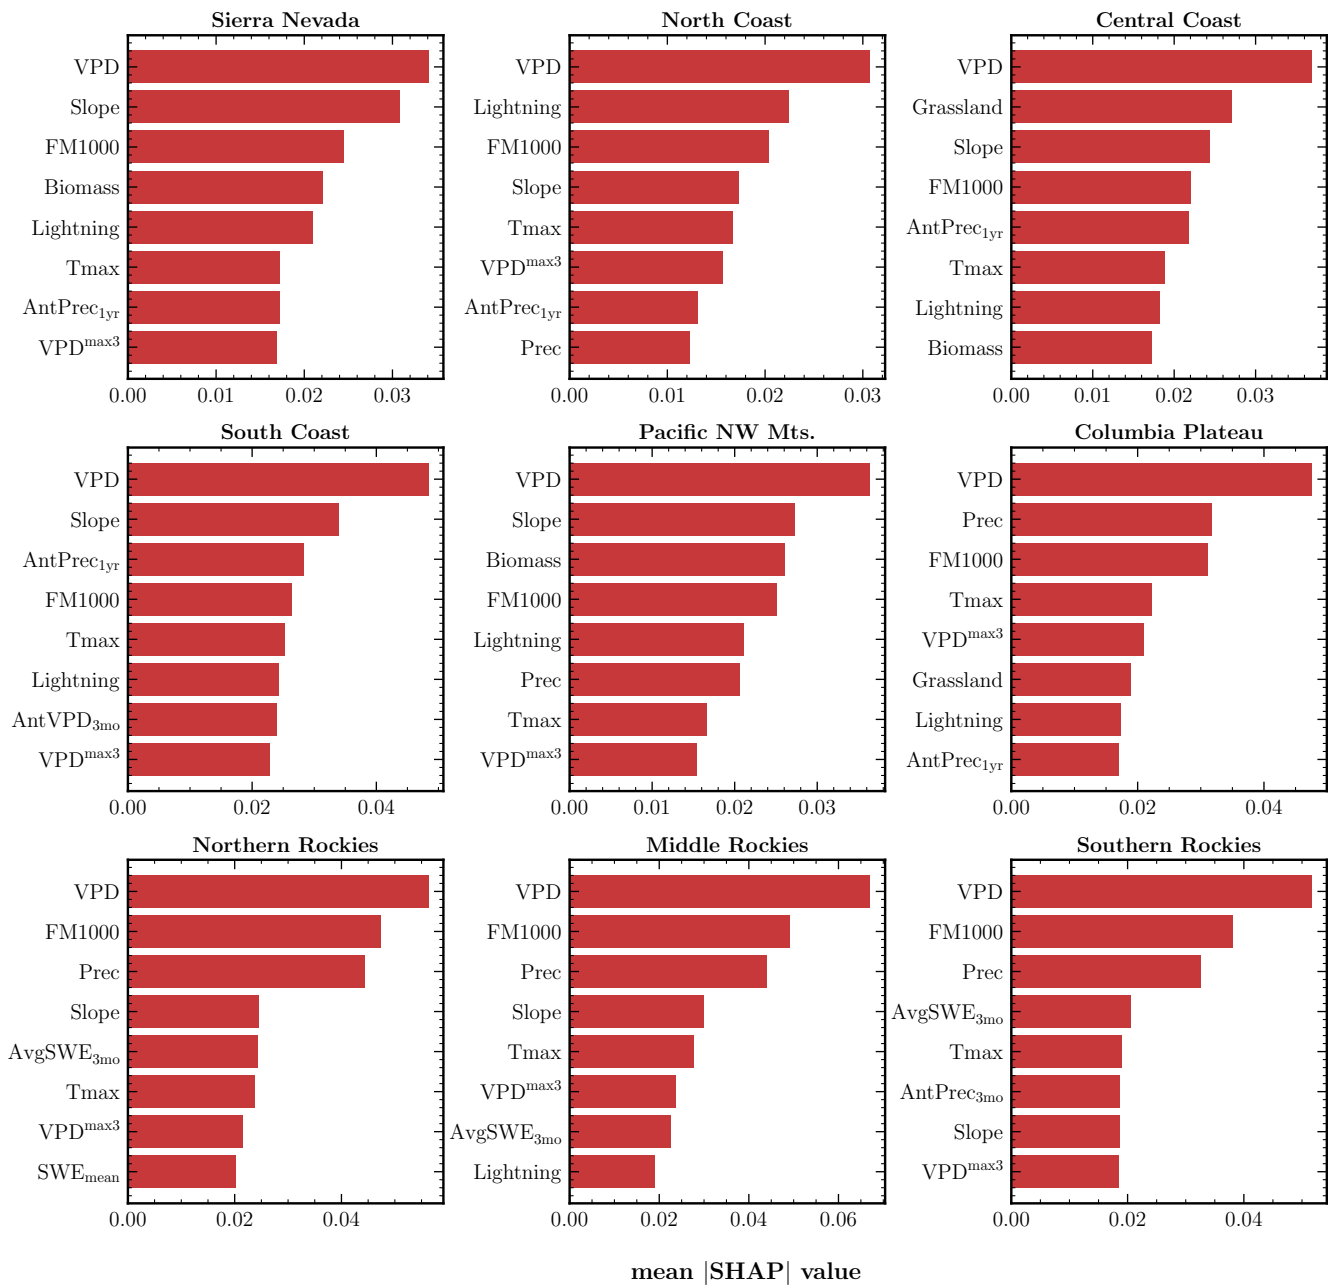 Sierra Nevada
VPD
Slope
FM1000
Biomass
Lightning
Tmax
AntPrec1yr
VPDmax3
0.00 0.01 0.02 0.03
North Coast
VPD
Lightning
FM1000
Slope
Tmax
VPDmax3
AntPrec1yr
Prec
0.00 0.01 0.02 0.03
Central Coast
VPD
Grassland
Slope
FM1000
AntPrec1yr
Tmax
Lightning
Biomass
0.00 0.01 0.02 0.03
South Coast
VPD
Slope
AntPrec1yr
FM1000
Tmax
Lightning
AntVPD3mo
VPDmax3
0.00 0.02 0.04
Pacific NW Mts.
VPD
Slope
Biomass
FM1000
Lightning
Prec
Tmax
VPDmax3
0.00 0.01 0.02 0.03
Columbia Plateau
VPD
Prec
FM1000
Tmax
VPDmax3
Grassland
Lightning
AntPrec1yr
0.00 0.02 0.04
Northern Rockies
VPD
FM1000
Prec
Slope
AvgSWE3mo
Tmax
VPDmax3
SWEmean
0.00 0.02 0.04
Middle Rockies
VPD
FM1000
Prec
Slope
Tmax
VPDmax3
AvgSWE3mo
Lightning
0.00 0.02 0.04 0.06
Southern Rockies
VPD
FM1000
Prec
AvgSWE3mo
Tmax
AntPrec3mo
Slope
VPDmax3
0.00 0.02 0.04
mean |SHAP| value